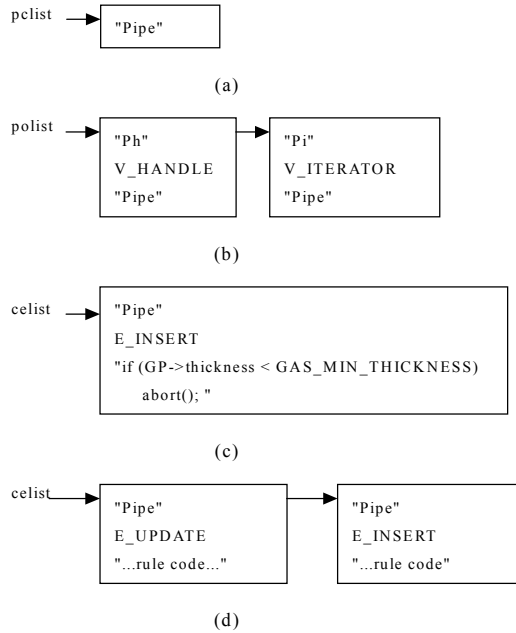 pclist
"Pipe"
(a)
polist
"Ph"
V_HANDLE
"Pipe"
"Pi"
V_ITERATOR
"Pipe"
(b)
celist
"Pipe"
E_INSERT
"if (GP->thickness < GAS_MIN_THICKNESS)
abort(); "
(c)
celist
"Pipe"
E_UPDATE
"...rule code..."
"Pipe"
E_INSERT
"...rule code"
(d)